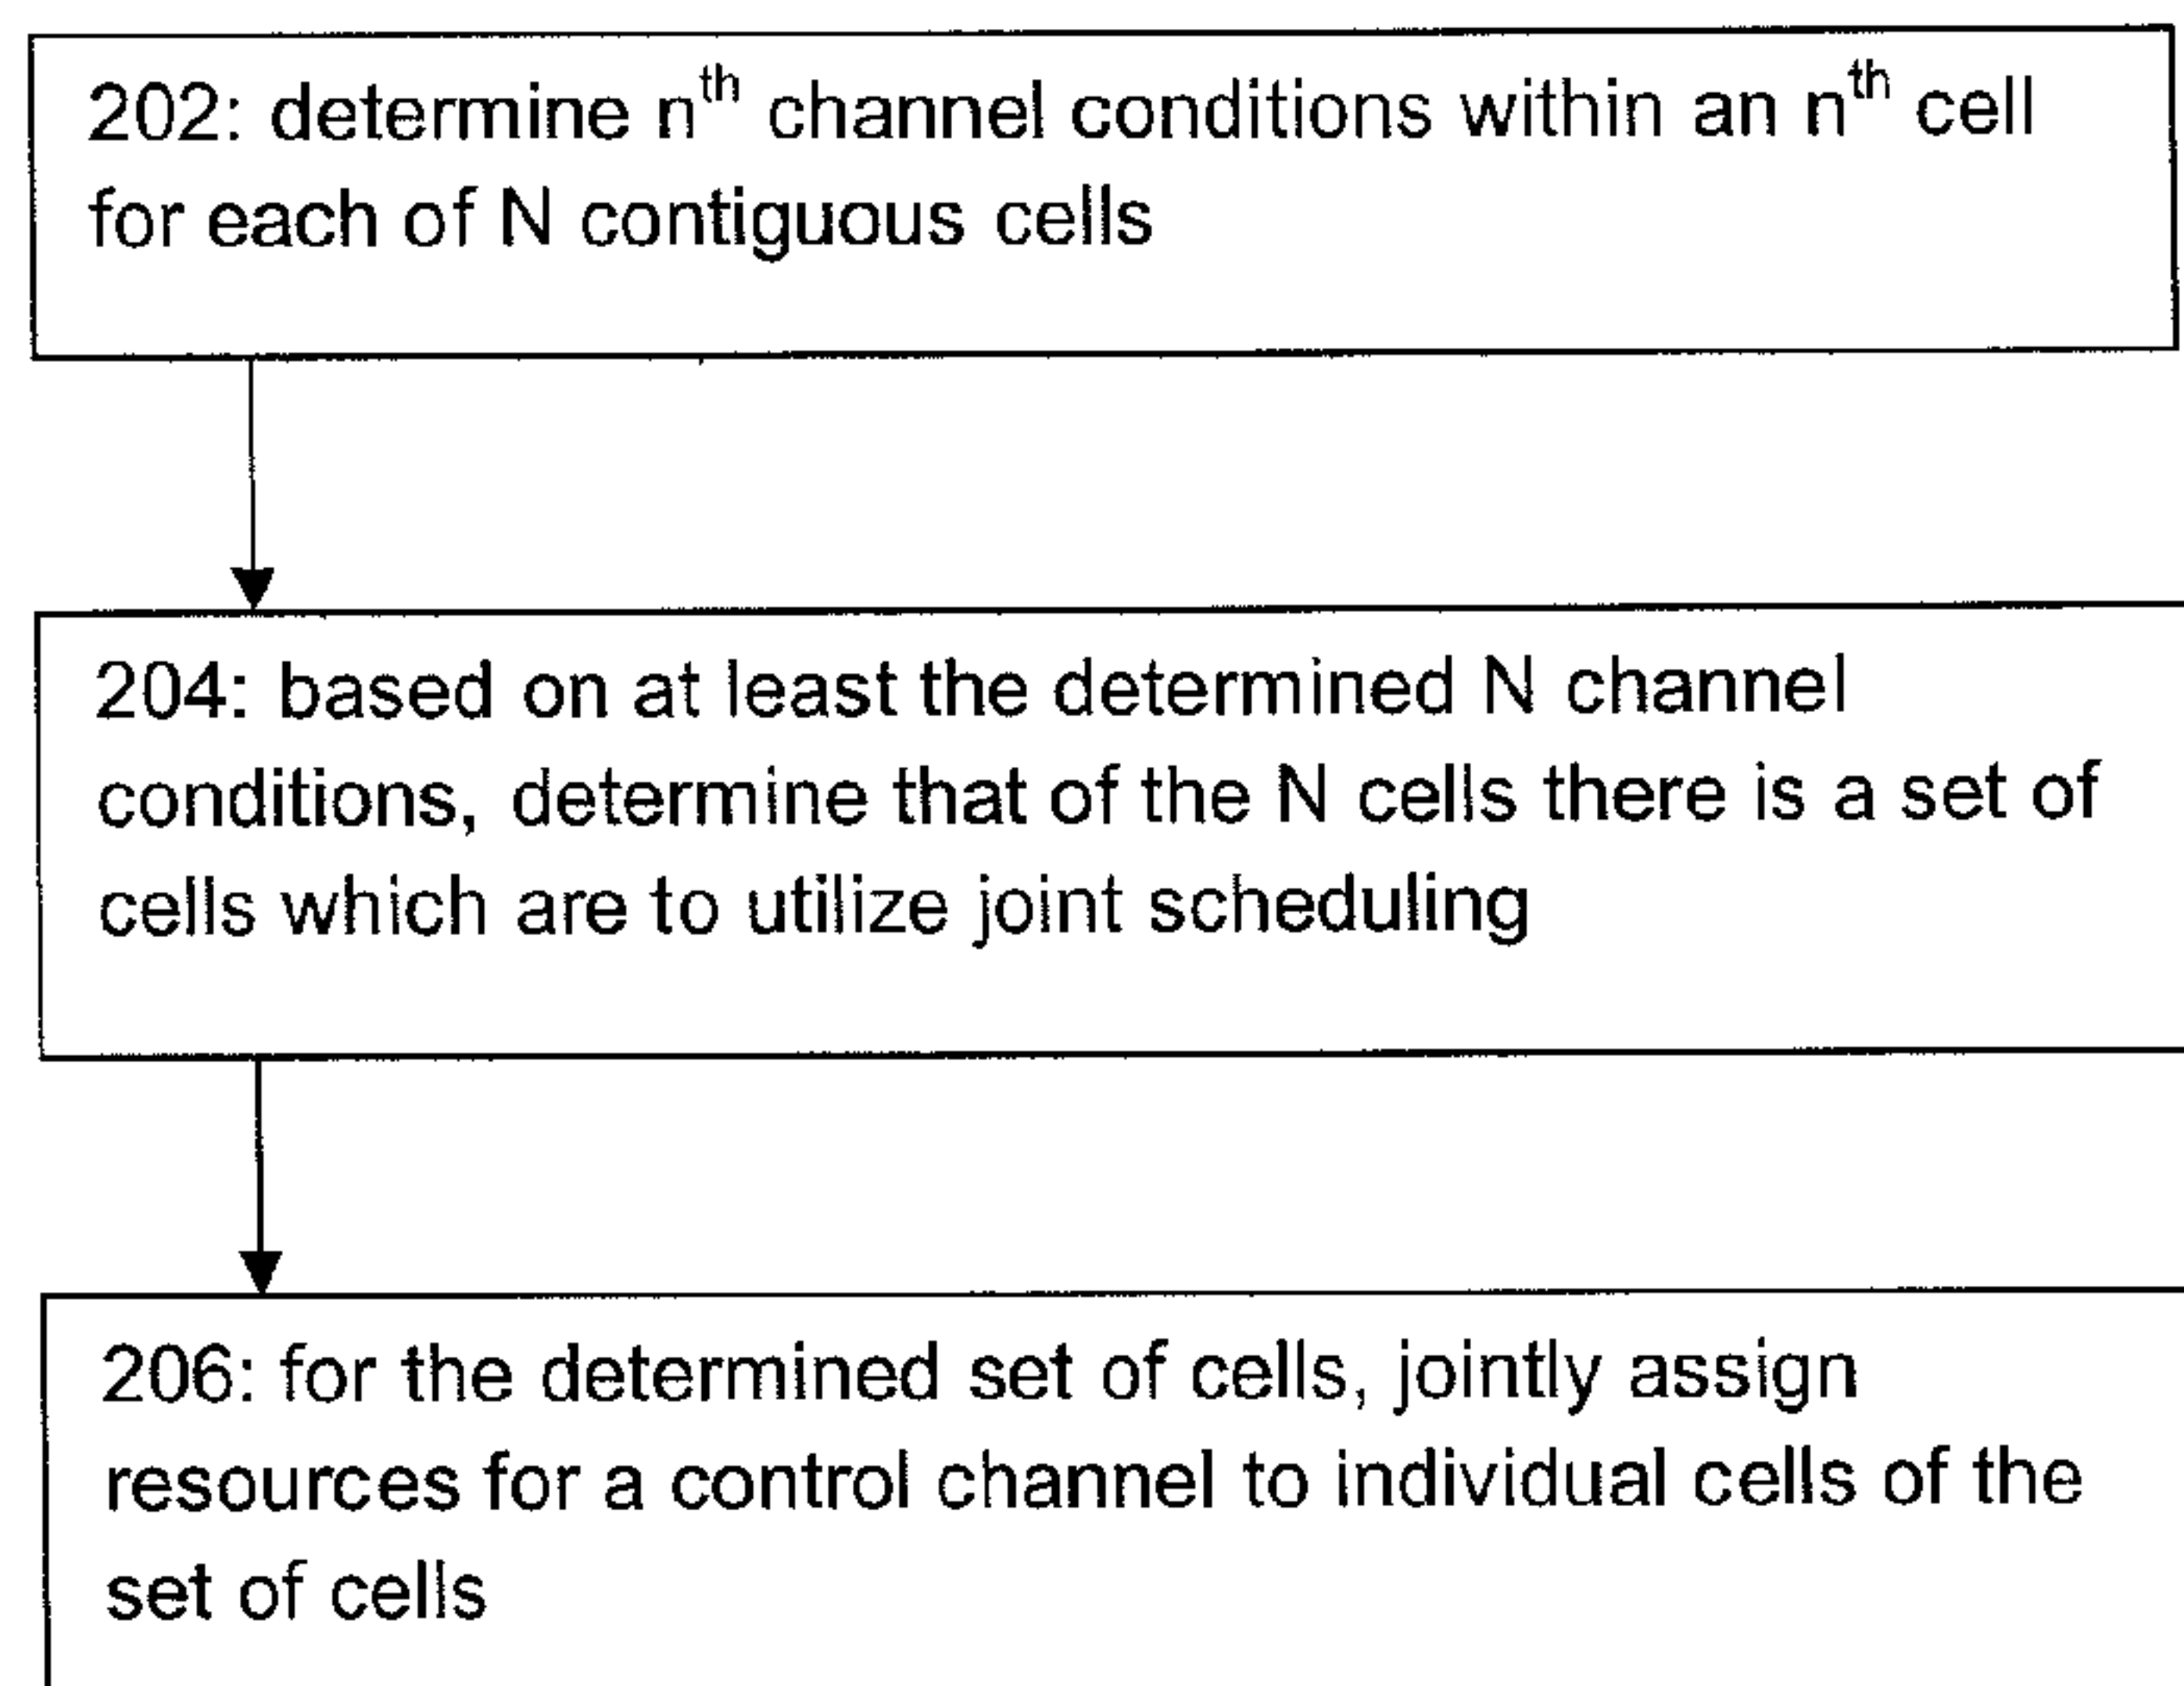 202: determine nth channel conditions within an nth cell
for each of N contiguous cells
204: based on at least the determined N channel
conditions, determine that of the N cells there is a set of
cells which are to utilize joint scheduling
206: for the determined set of cells, jointly assign
resources for a control channel to individual cells of the
set of cells